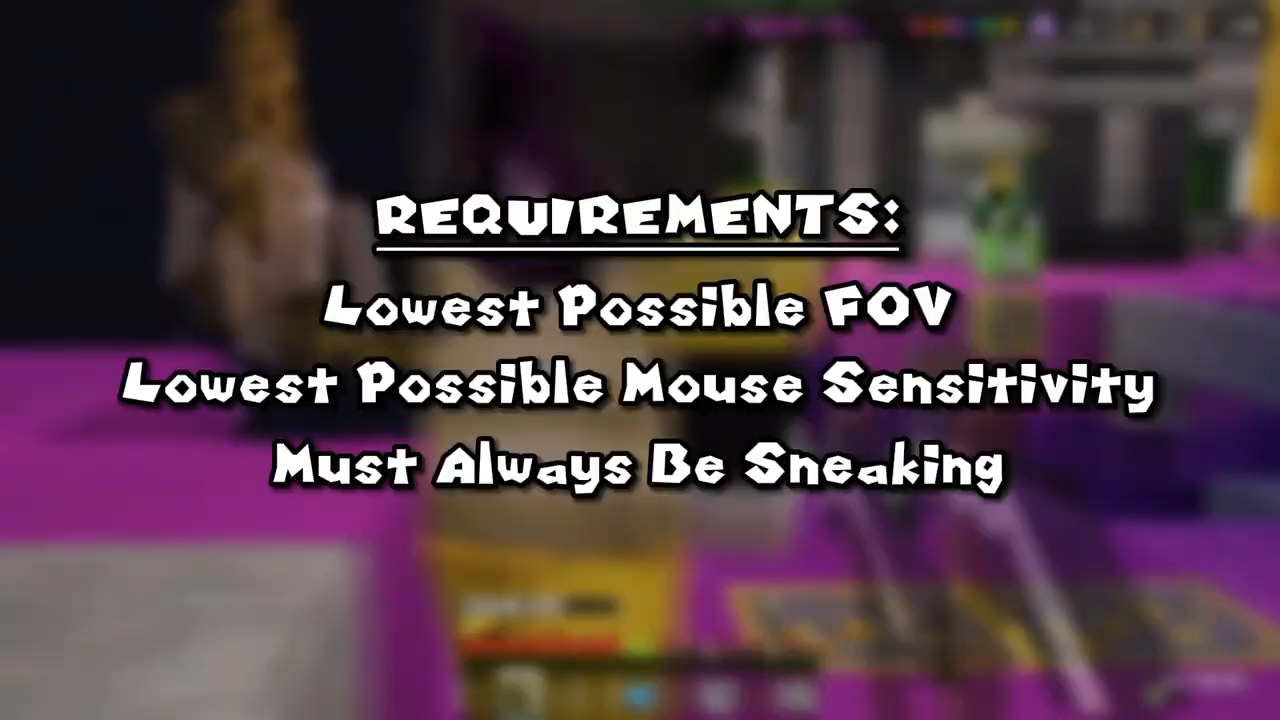 REQUIREMENTS:
Lowest Possible FOV
Lowest Possible Mouse Sensitivity
Must Always Be Sneaking